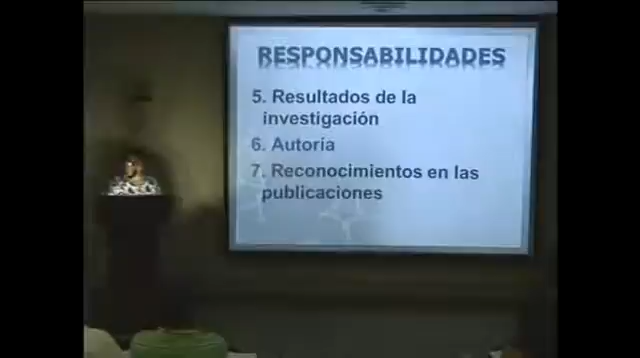 RESPONSABILIDADES
5. Resultados de la
investigación
6. Autoría
7. Reconocimientos en las
publicaciones